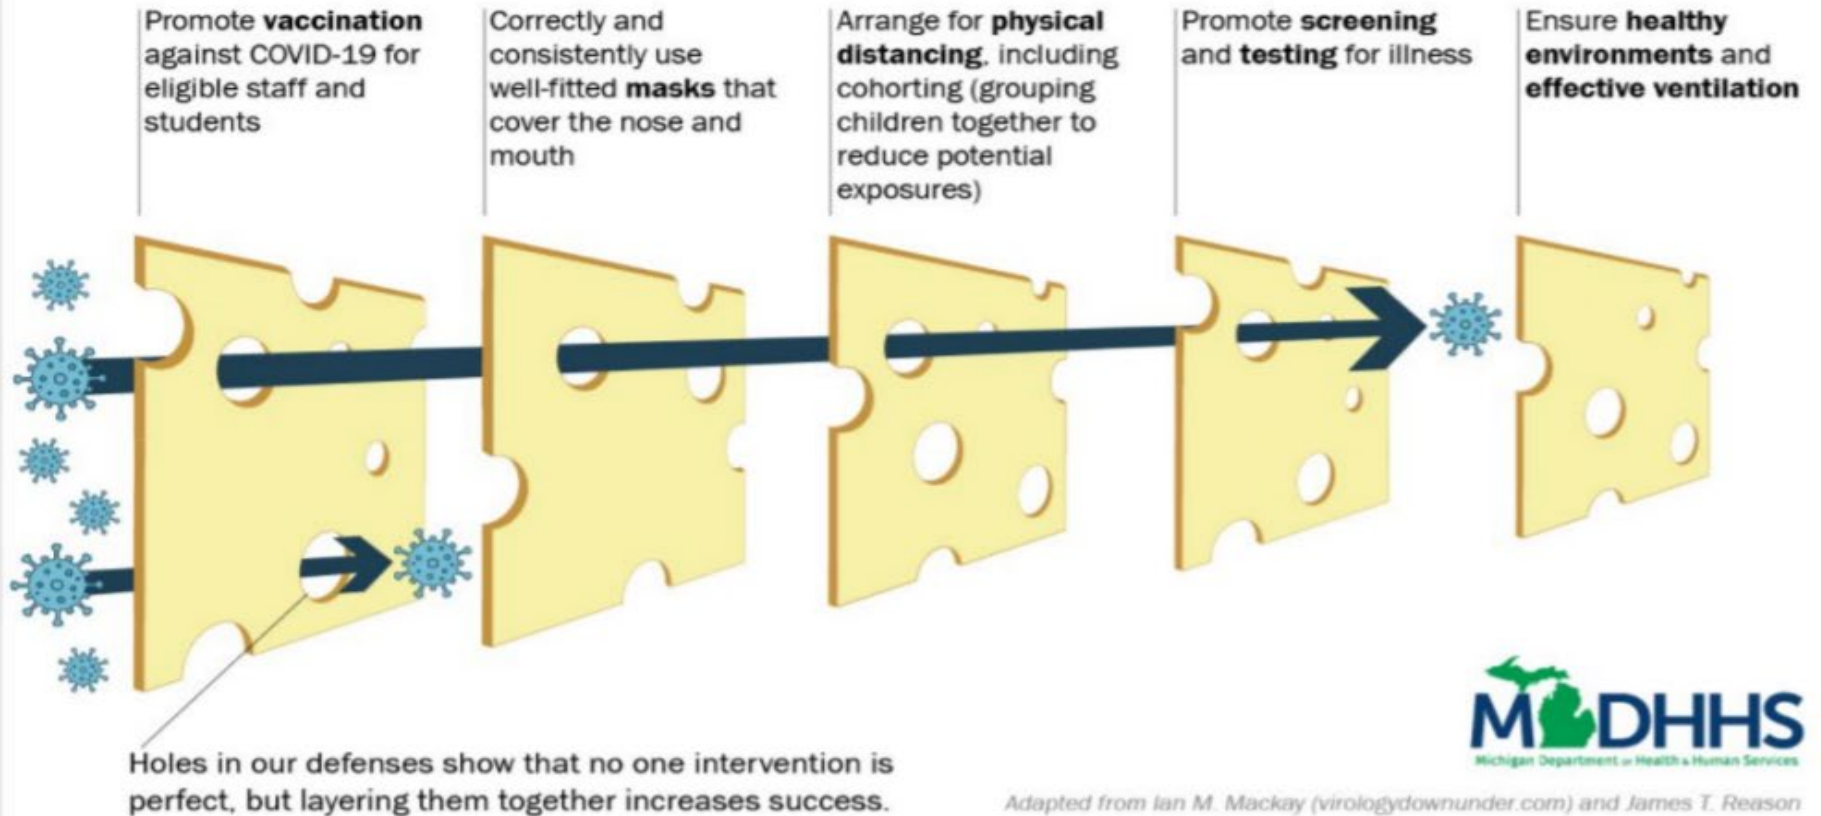 Promote vaccination
against COVID-19 for
eligible staff and
students
Correctly and
consistently use
well-fitted masks that
cover the nose and
mouth
Arrange for physical
distancing, including
cohorting (grouping
children together to
reduce potential
exposures)
Promote screening
and testing for illness
Ensure healthy
environments and
effective ventilation
Holes in our defenses show that no one intervention is
perfect, but layering them together increases success.
MDHHS
Michigan Department of Health & Human Services
Adapted from Ian M. Mackay (virologydownunder.com) and James T. Reason